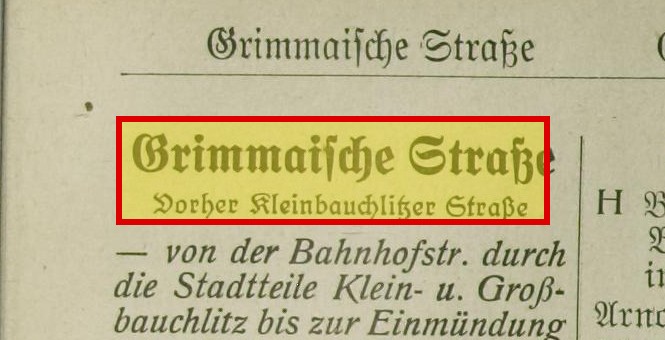 Grimmaische Straße
Grimmaische Straße
Vorher Kleinbauchlitzer Straße
— von der Bahnhofstr. durch
die Stadtteile Klein- u. Groß-
bauchlitz bis zur Einmündung
H
Arno